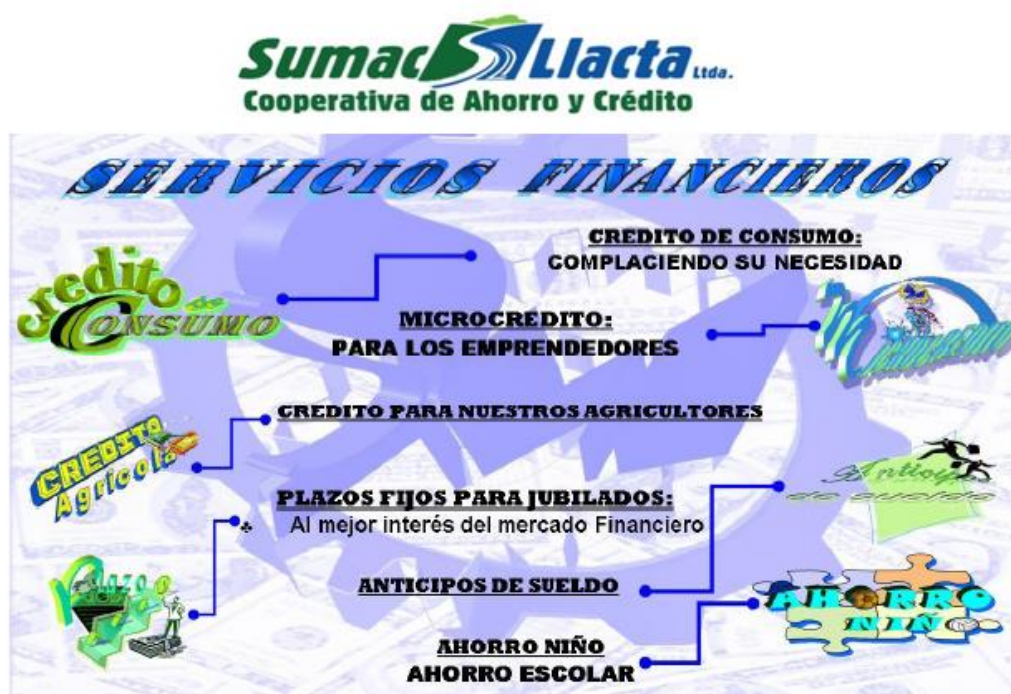 Sumac Llacta Ltda.
Cooperativa de Ahorro y Crédito
SERVICIOS FINANCIEROS
CREDITO DE CONSUMO:
COMPLACIENDO SU NECESIDAD
Credito de
CONSUMO
MICROCREDITO:
PARA LOS EMPRENDEDORES
CREDITO PARA NUESTROS AGRICULTORES
CREDITO
Agrícola
PLAZOS FIJOS PARA JUBILADOS:
Al mejor interés del mercado Financiero
ANTICIPOS DE SUELDO
AHORRO
NIÑO
AHORRO NIÑO
AHORRO ESCOLAR